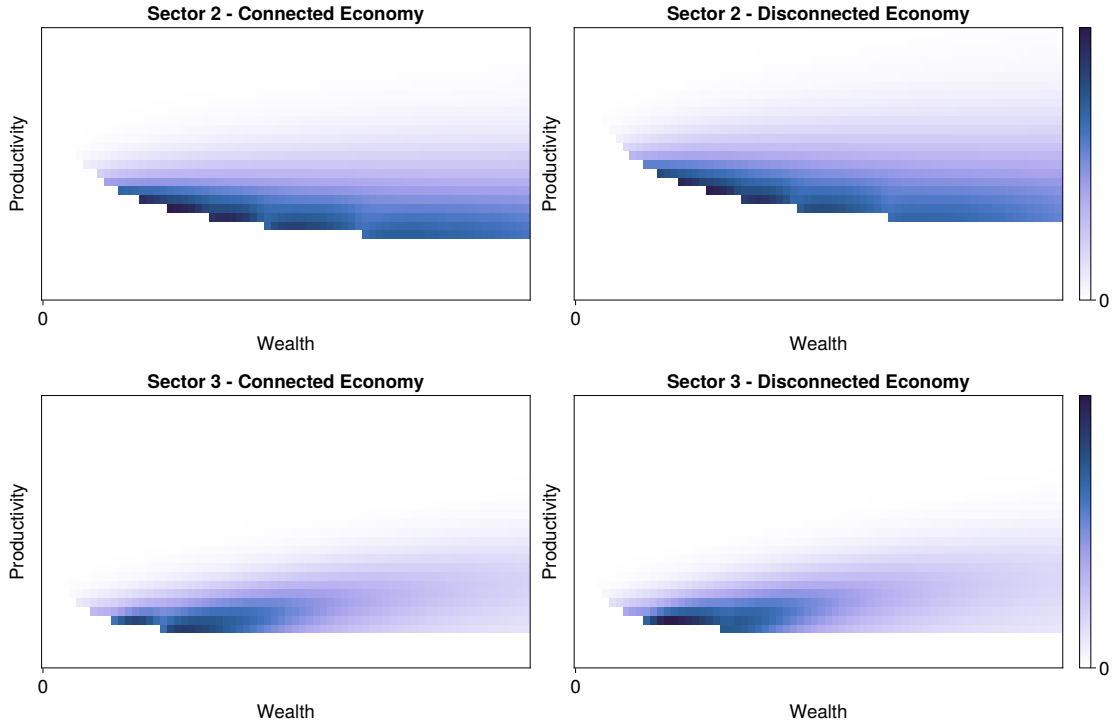 Sector 2 - Connected Economy
Productivity
0
Wealth
Sector 2 - Disconnected Economy
Productivity
0
Wealth
0
Sector 3 - Connected Economy
Productivity
0
Wealth
Sector 3 - Disconnected Economy
Productivity
0
Wealth
0